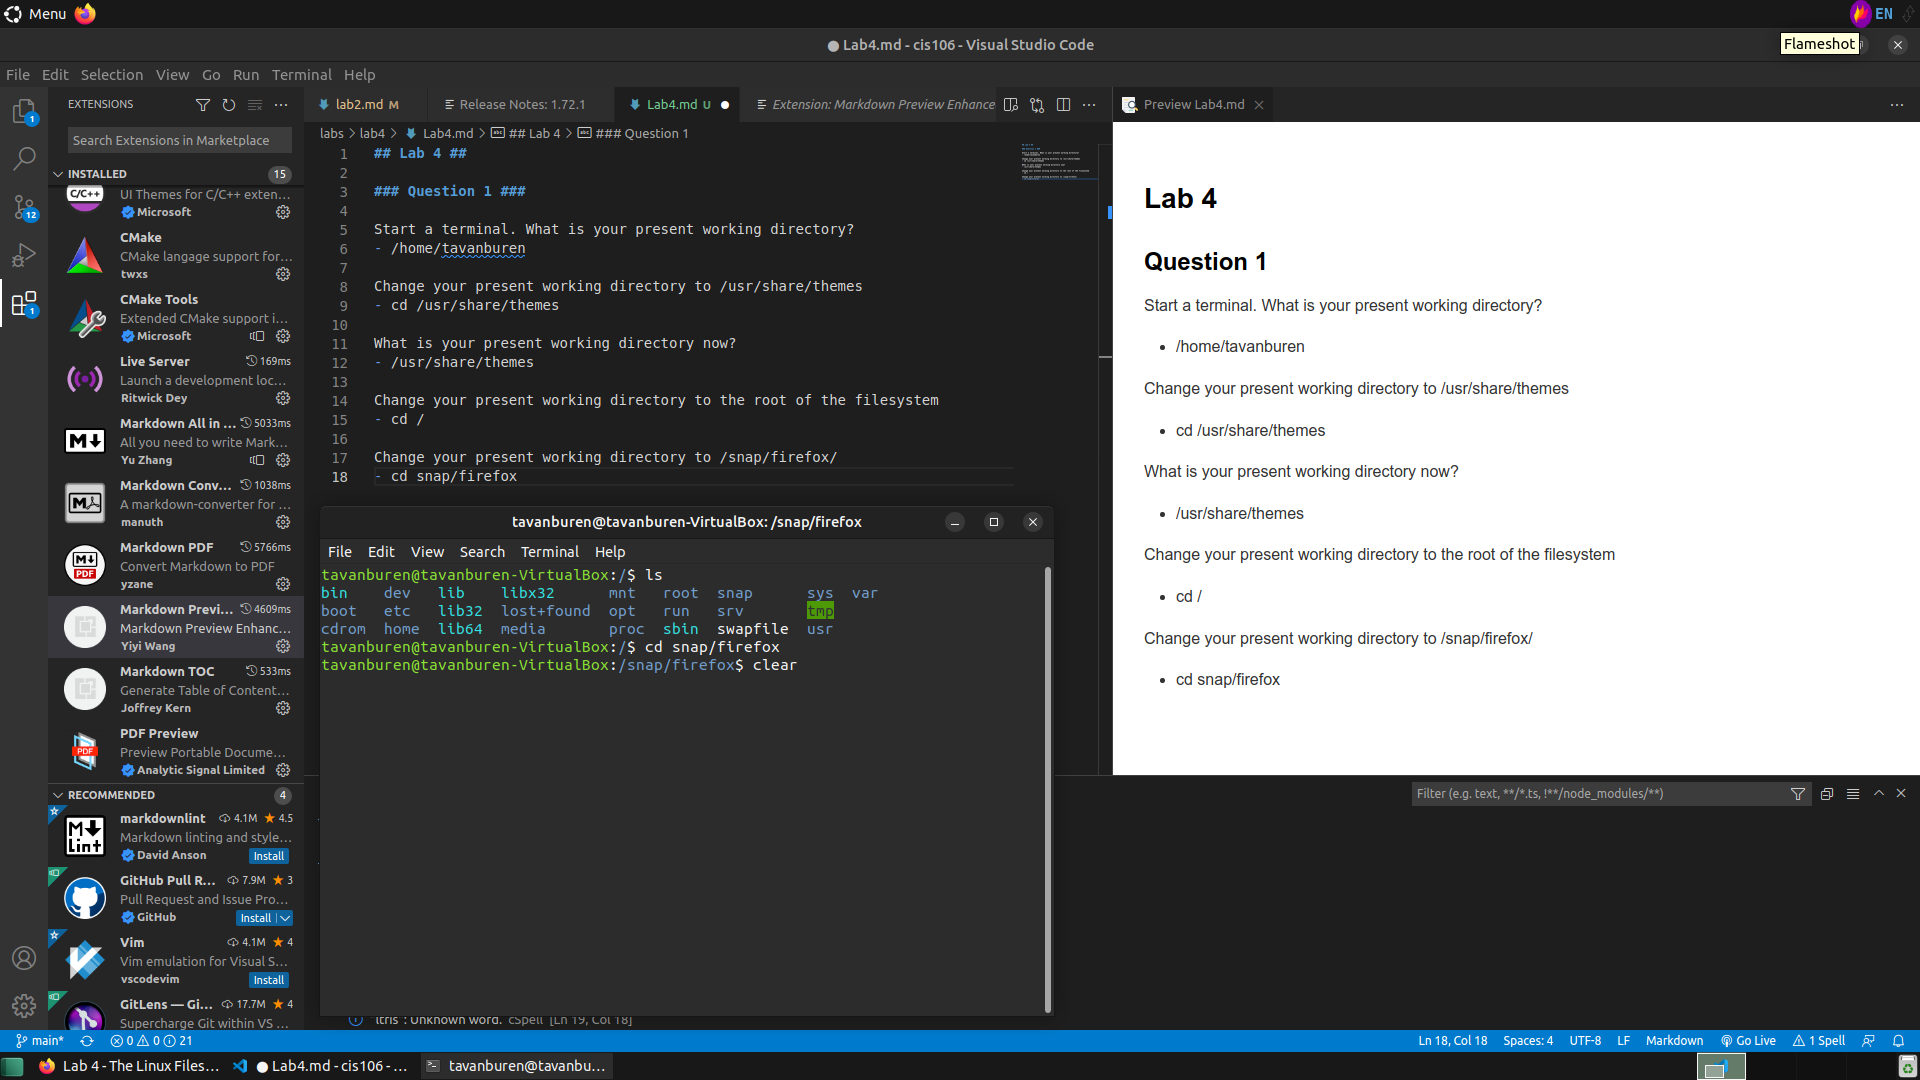 Menu
EN
Lab4.md - cis106 - Visual Studio Code
Flameshot
File Edit Selection View Go Run Terminal Help
EXTENSIONS
Search Extensions in Marketplace
INSTALLED 15
C/C++
UI Themes for C/C++ exten...
Microsoft
CMake
CMake langage support for...
twxs
CMake Tools
Extended CMake support i...
Microsoft
Live Server 169ms
Launch a development loc...
Ritwick Dey
Markdown All in ... 5033ms
All you need to write Mark...
Yu Zhang
Markdown Conv... 1038ms
A markdown-converter for ...
manuth
Markdown PDF 5766ms
Convert Markdown to PDF
yzane
Markdown Previ... 4609ms
Markdown Preview Enhanc...
Yiyi Wang
Markdown TOC 533ms
Generate Table of Content...
Joffrey Kern
PDF Preview
Preview Portable Docume...
Analytic Signal Limited
RECOMMENDED 4
markdownlint 4.1M 4.5
Markdown linting and style...
David Anson Install
GitHub Pull R... 7.9M 3
Pull Request and Issue Pro...
GitHub Install
Vim 4.1M 4
Vim emulation for Visual S...
vscodevim Install
GitLens — Gi... 17.7M 4
Supercharge Git within VS ...
lab2.md M Release Notes: 1.72.1 Lab4.md U Extension: Markdown Preview Enhance
labs > lab4 > Lab4.md > ## Lab 4 > ### Question 1
1 ## Lab 4 ##
2
3 ### Question 1 ###
4
5 Start a terminal. What is your present working directory?
6 - /home/tavanburen
7
8 Change your present working directory to /usr/share/themes
9 - cd /usr/share/themes
10
11 What is your present working directory now?
12 - /usr/share/themes
13
14 Change your present working directory to the root of the filesystem
15 - cd /
16
17 Change your present working directory to /snap/firefox/
18 - cd snap/firefox
tavanburen@tavanburen-VirtualBox: /snap/firefox
File Edit View Search Terminal Help
tavanburen@tavanburen-VirtualBox:/$ ls
bin dev lib libx32 mnt root snap sys var
boot etc lib32 lost+found opt run srv tmp
cdrom home lib64 media proc sbin swapfile usr
tavanburen@tavanburen-VirtualBox:/$ cd snap/firefox
tavanburen@tavanburen-VirtualBox:/snap/firefox$ clear
: Unknown word. cSpell [Ln 19, Col 18]
Preview Lab4.md
Lab 4
Question 1
Start a terminal. What is your present working directory?
• /home/tavanburen
Change your present working directory to /usr/share/themes
• cd /usr/share/themes
What is your present working directory now?
• /usr/share/themes
Change your present working directory to the root of the filesystem
• cd /
Change your present working directory to /snap/firefox/
• cd snap/firefox
Filter (e.g. text, **/*.ts, !**/node_modules/**)
main* 0 0 21 Ln 18, Col 18 Spaces: 4 UTF-8 LF Markdown Go Live 1 Spell
Lab 4 - The Linux Files... Lab4.md - cis106 - ... tavanburen@tavanbu...